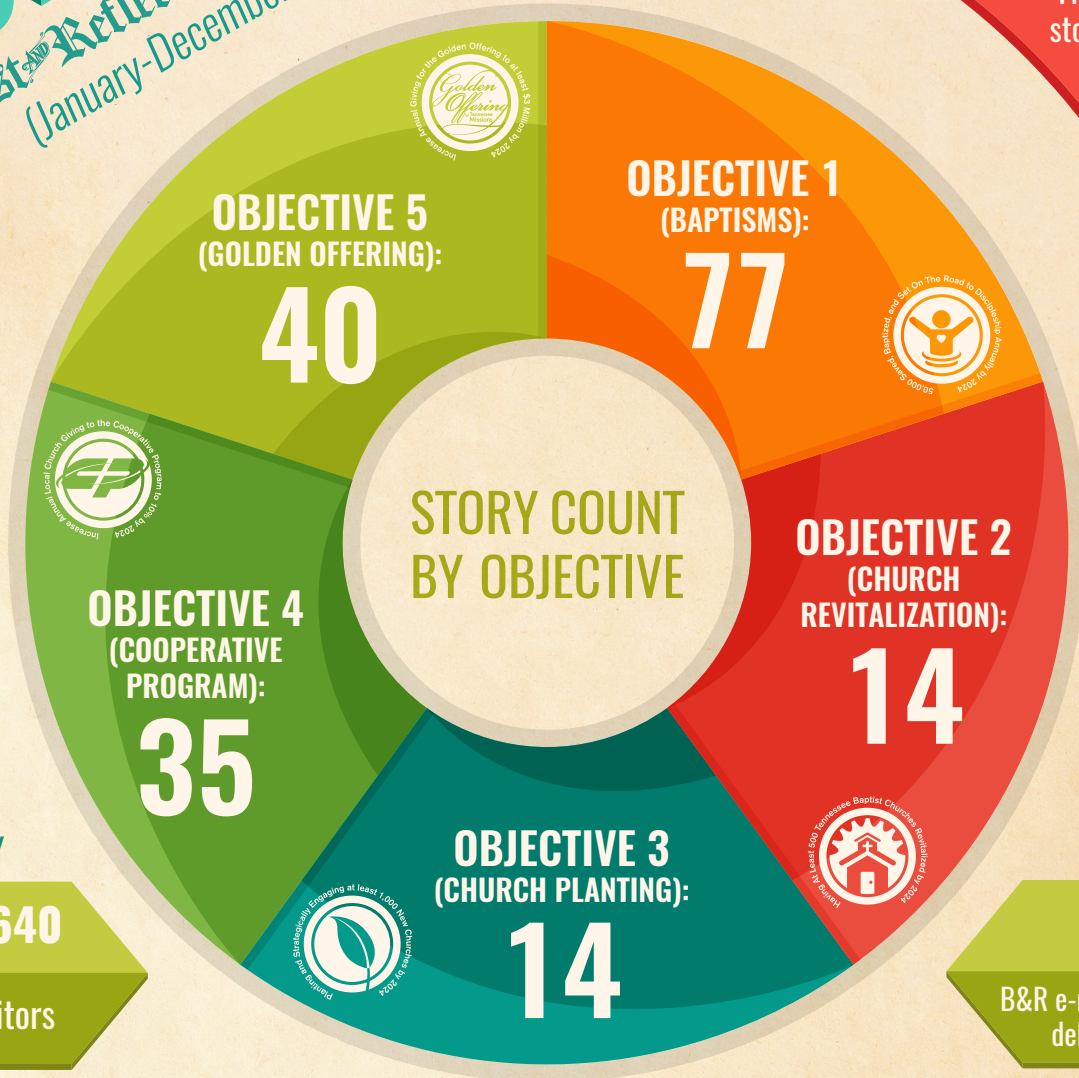 (January-December
OBJECTIVE 5
(GOLDEN OFFERING):
40
Increase Annual Giving for the Golden Offering to at least $3 Million by 2024
Golden
Offering
for Tennessee
Missions
OBJECTIVE 1
(BAPTISMS):
77
50,000 Saved, Baptized, and Set On The Road to Discipleship Annually by 2024
STORY COUNT
BY OBJECTIVE
OBJECTIVE 2
(CHURCH
REVITALIZATION):
14
Having At Least 500 Tennessee Baptist Churches Revitalized by 2024
Increase Annual Local Church Giving to the Cooperative Program to 10% by 2024
CP
OBJECTIVE 4
(COOPERATIVE
PROGRAM):
35
OBJECTIVE 3
(CHURCH PLANTING):
14
Planting and Strategically Engaging at least 1,000 New Churches by 2024
640
itors
B&R e-
de
sto